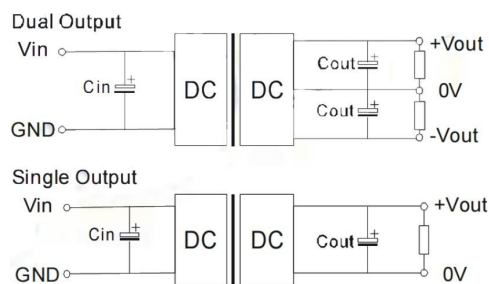 Dual Output
Vin
Cin
DC
DC
Cout
Cout
+Vout
0V
-Vout
GND
Single Output
Vin
Cin
DC
DC
Cout
+Vout
0V
GND